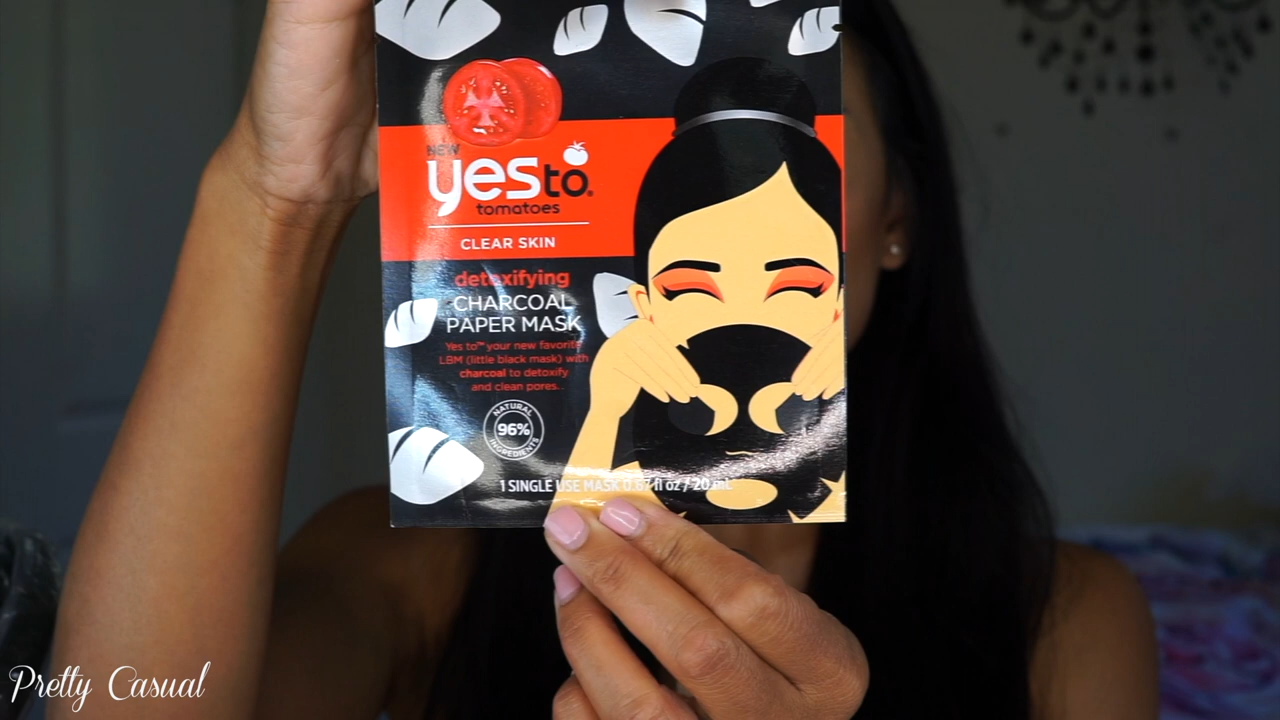 NEW
yes to
tomatoes
CLEAR SKIN
detoxifying
CHARCOAL
PAPER MASK
Yes to™ your new favorite
LBM (little black mask) with
charcoal to detoxify
and clean pores..
NATURAL
96%
INGREDIENTS
1 SINGLE USE MASK 0.67 fl oz / 20 mL
Pretty Casual